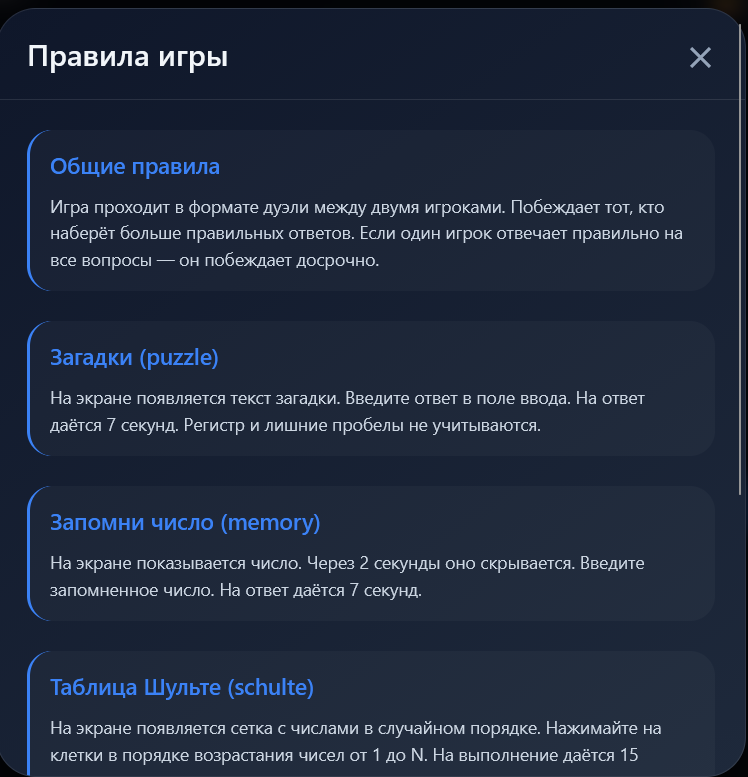 Правила игры
Общие правила
Игра проходит в формате дуэли между двумя игроками. Побеждает тот, кто
наберёт больше правильных ответов. Если один игрок отвечает правильно на
все вопросы — он побеждает досрочно.
Загадки (puzzle)
На экране появляется текст загадки. Введите ответ в поле ввода. На ответ
даётся 7 секунд. Регистр и лишние пробелы не учитываются.
Запомни число (memory)
На экране показывается число. Через 2 секунды оно скрывается. Введите
запомненное число. На ответ даётся 7 секунд.
Таблица Шульте (schulte)
На экране появляется сетка с числами в случайном порядке. Нажимайте на
клетки в порядке возрастания чисел от 1 до N. На выполнение даётся 15